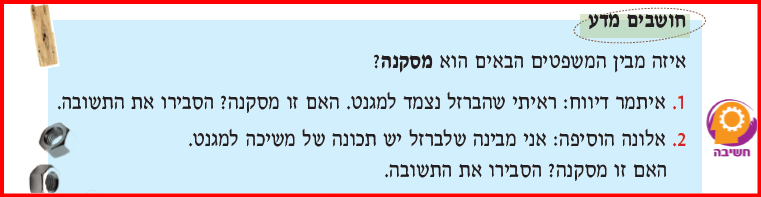 חושבים מדע
איזה מבין המשפטים הבאים הוא מסקנה?
1. איתמר דיווח: ראיתי שהברזל נצמד למגנט. האם זו מסקנה? הסבירו את התשובה.
2. אלונה הוסיפה: אני מבינה שלברזל יש תכונה של משיכה למגנט.
האם זו מסקנה? הסבירו את התשובה.
חשיבה